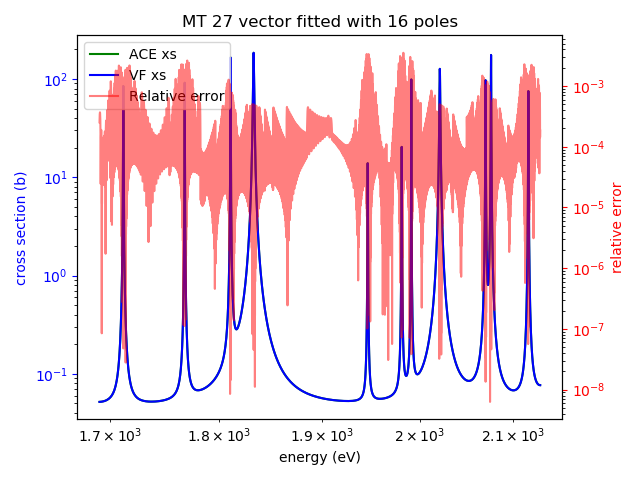 MT 27 vector fitted with 16 poles
ACE xs
VF xs
Relative error
cross section (b)
10²
10¹
10⁰
10⁻¹
relative error
10⁻³
10⁻⁴
10⁻⁵
10⁻⁶
10⁻⁷
10⁻⁸
1.7 × 10³ 1.8 × 10³ 1.9 × 10³ 2 × 10³ 2.1 × 10³
energy (eV)